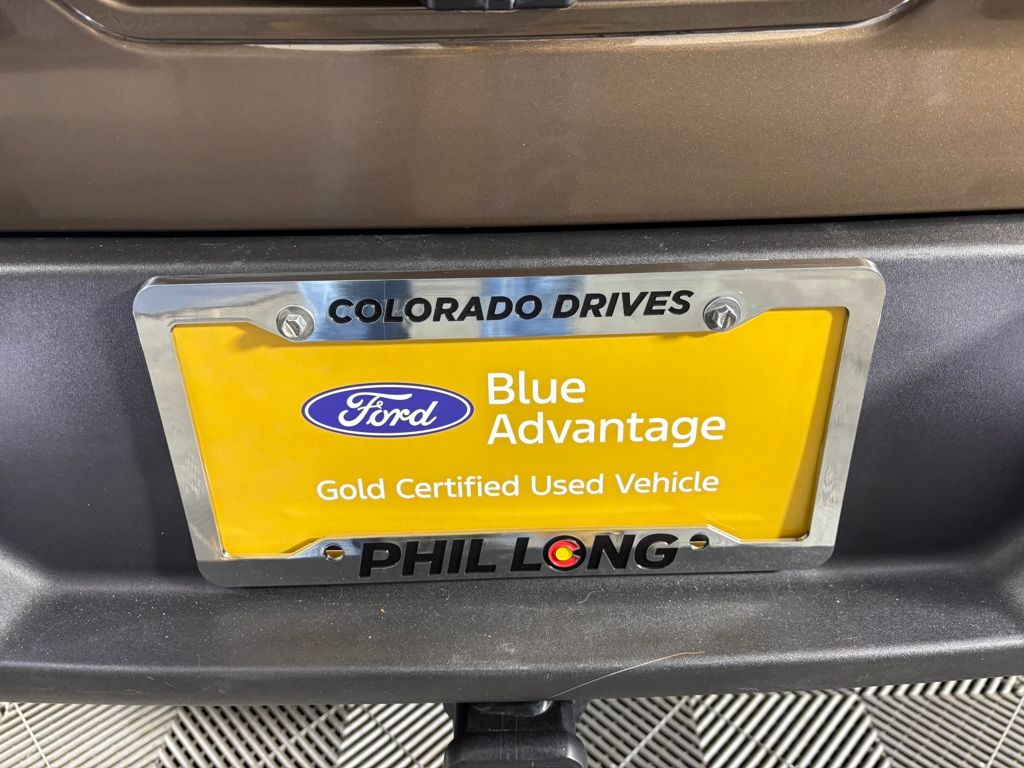 COLORADO DRIVES
Ford
Blue
Advantage
Gold Certified Used Vehicle
PHIL LONG